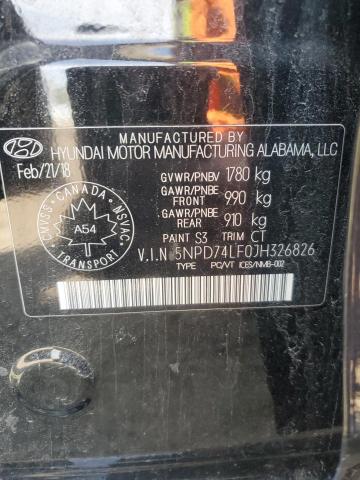 MANUFACTURED BY
HYUNDAI MOTOR MANUFACTURING ALABAMA, LLC
Feb/21/18
GVWR/PNBV 1780 kg
GAWR/PNBE
FRONT 990 kg
GAWR/PNBE
REAR 910 kg
PAINT S3 TRIM CT
CMVSS-CANADA-NSVAC
A54
TRANSPORT
V.I.N 5NPD74LF0JH326826
TYPE PC/VT ICES/NMB-002